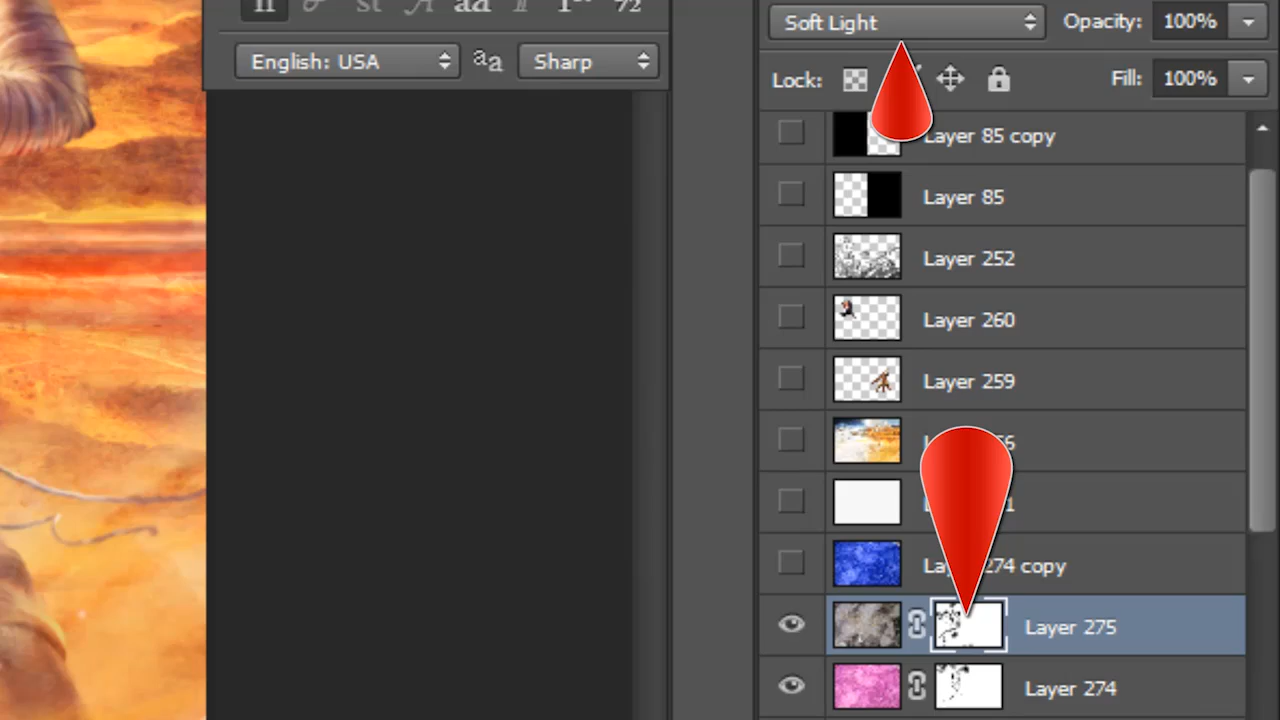 Soft Light
Opacity: 100%
English: USA
aa
Sharp
Lock:
Fill: 100%
Layer 85 copy
Layer 85
Layer 252
Layer 260
Layer 259
274 copy
Layer 275
Layer 274